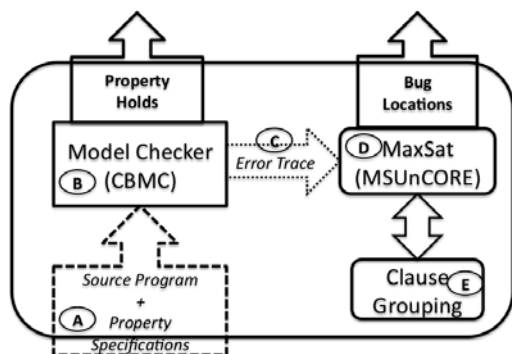 Property
Holds
Bug
Locations
Model Checker
B (CBMC)
C
Error Trace
D MaxSat
(MSUnCORE)
Source Program
+
A Property
Specifications
Clause E
Grouping